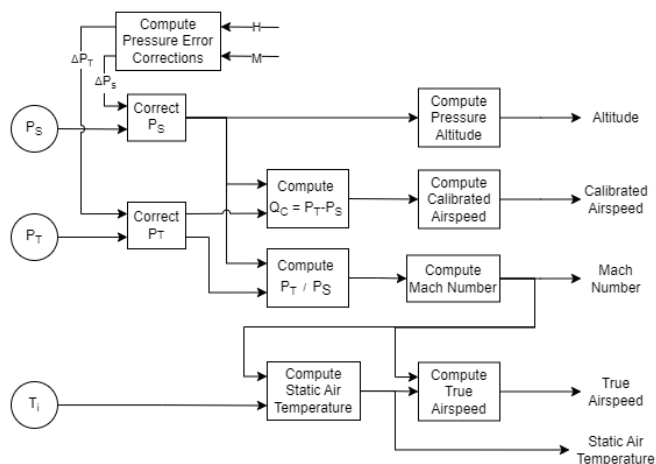 Compute
Pressure Error
Corrections
H
M
ΔP_T
ΔP_s
P_S
Correct
P_S
Compute
Pressure
Altitude
Altitude
Compute
Q_C = P_T-P_S
Compute
Calibrated
Airspeed
Calibrated
Airspeed
P_T
Correct
P_T
Compute
P_T / P_S
Compute
Mach Number
Mach
Number
T_i
Compute
Static Air
Temperature
Compute
True
Airspeed
True
Airspeed
Static Air
Temperature